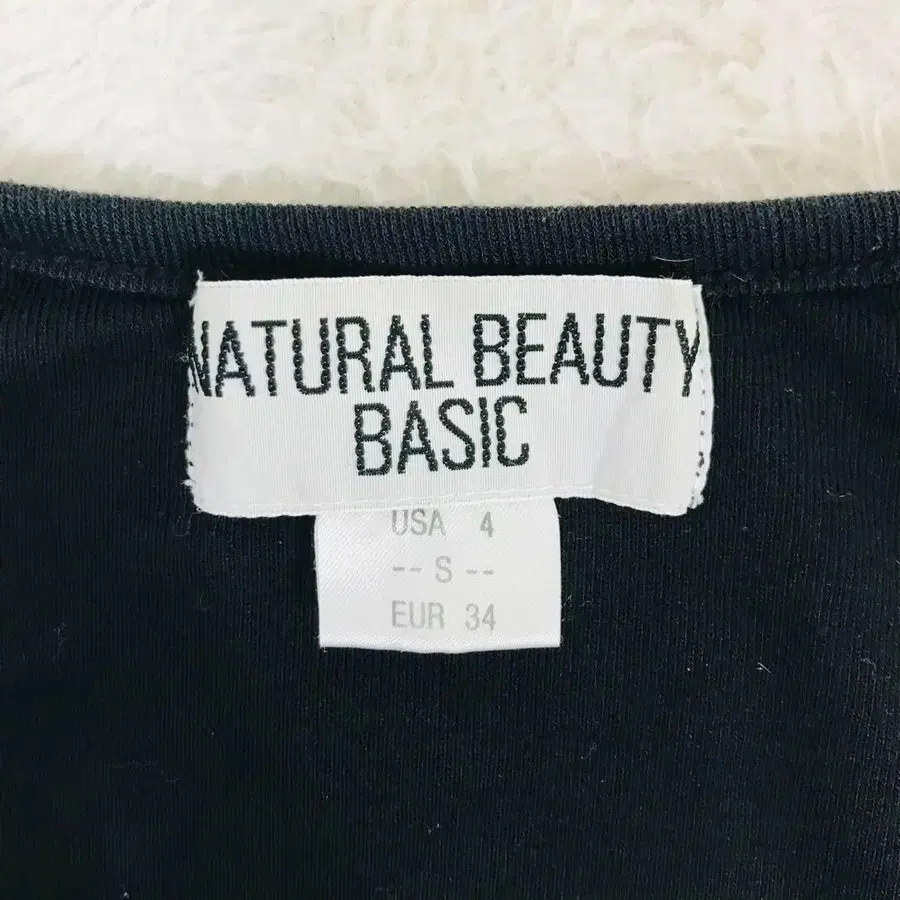 NATURAL BEAUTY
BASIC
USA 4
-- S --
EUR 34